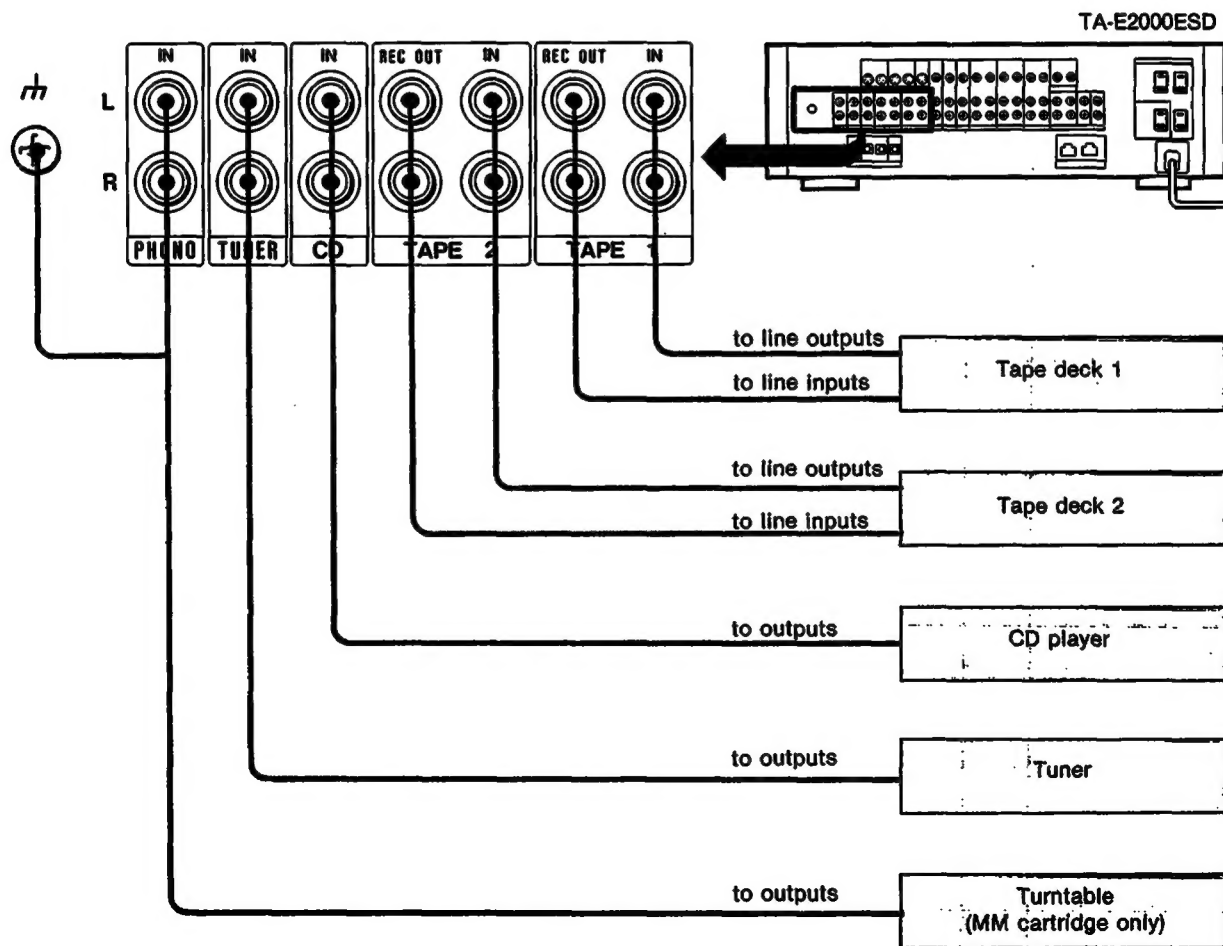 TA-E2000ESD
IN IN IN REC OUT IN REC OUT IN
L
R
PHONO TUNER CD TAPE 2 TAPE 1
to line outputs
Tape deck 1
to line inputs
to line outputs
Tape deck 2
to line inputs
to outputs
CD player
to outputs
Tuner
to outputs
Turntable
(MM cartridge only)